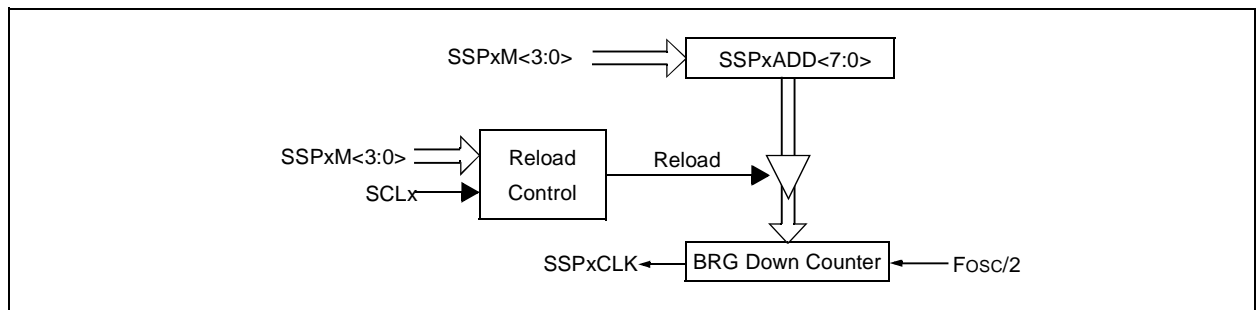 SSPxM<3:0>
SSPxADD<7:0>
SSPxM<3:0>
Reload
Control
Reload
SCLx
SSPxCLK
BRG Down Counter
FOSC/2